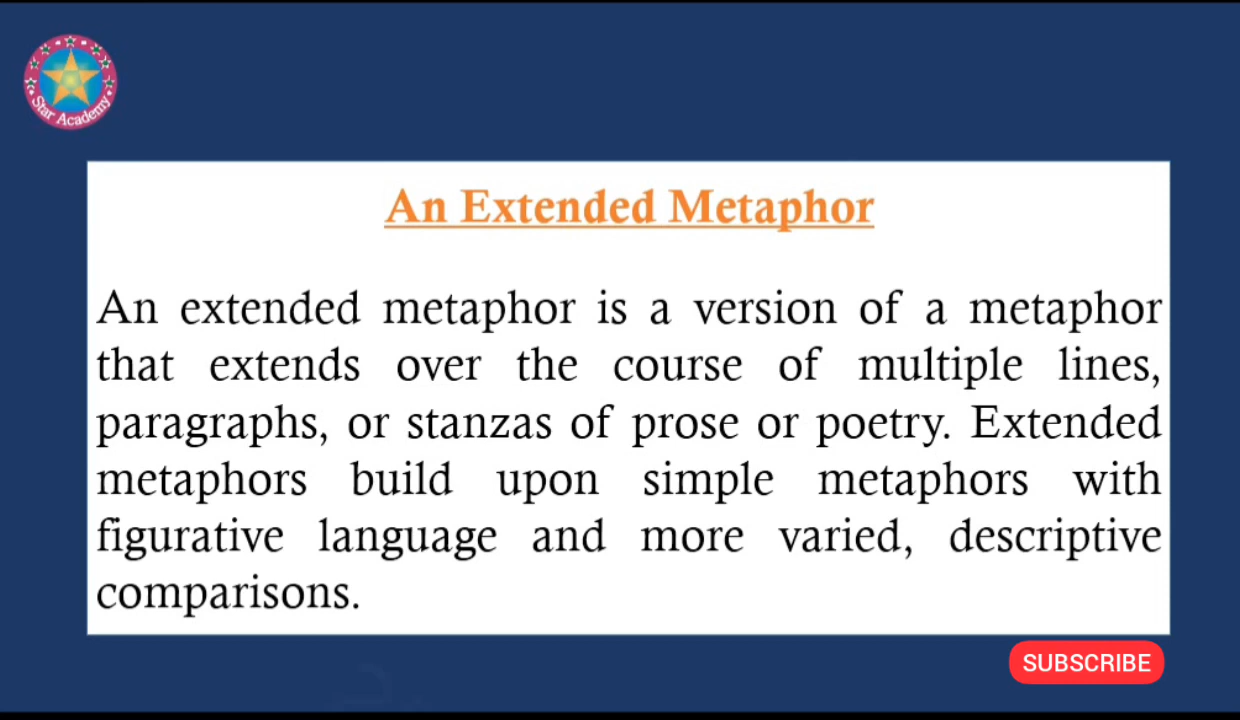 Star Academy
An Extended Metaphor
An extended metaphor is a version of a metaphor
that extends over the course of multiple lines,
paragraphs, or stanzas of prose or poetry. Extended
metaphors build upon simple metaphors with
figurative language and more varied, descriptive
comparisons.
SUBSCRIBE